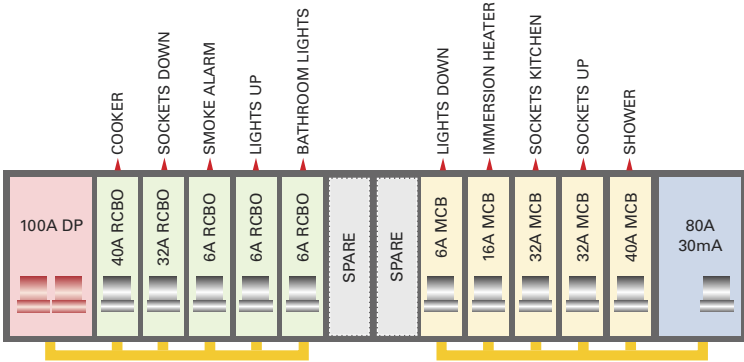 COOKER
SOCKETS DOWN
SMOKE ALARM
LIGHTS UP
BATHROOM LIGHTS
LIGHTS DOWN
IMMERSION HEATER
SOCKETS KITCHEN
SOCKETS UP
SHOWER
100A DP
40A RCBO
32A RCBO
6A RCBO
6A RCBO
6A RCBO
SPARE
SPARE
6A MCB
16A MCB
32A MCB
32A MCB
40A MCB
80A
30mA